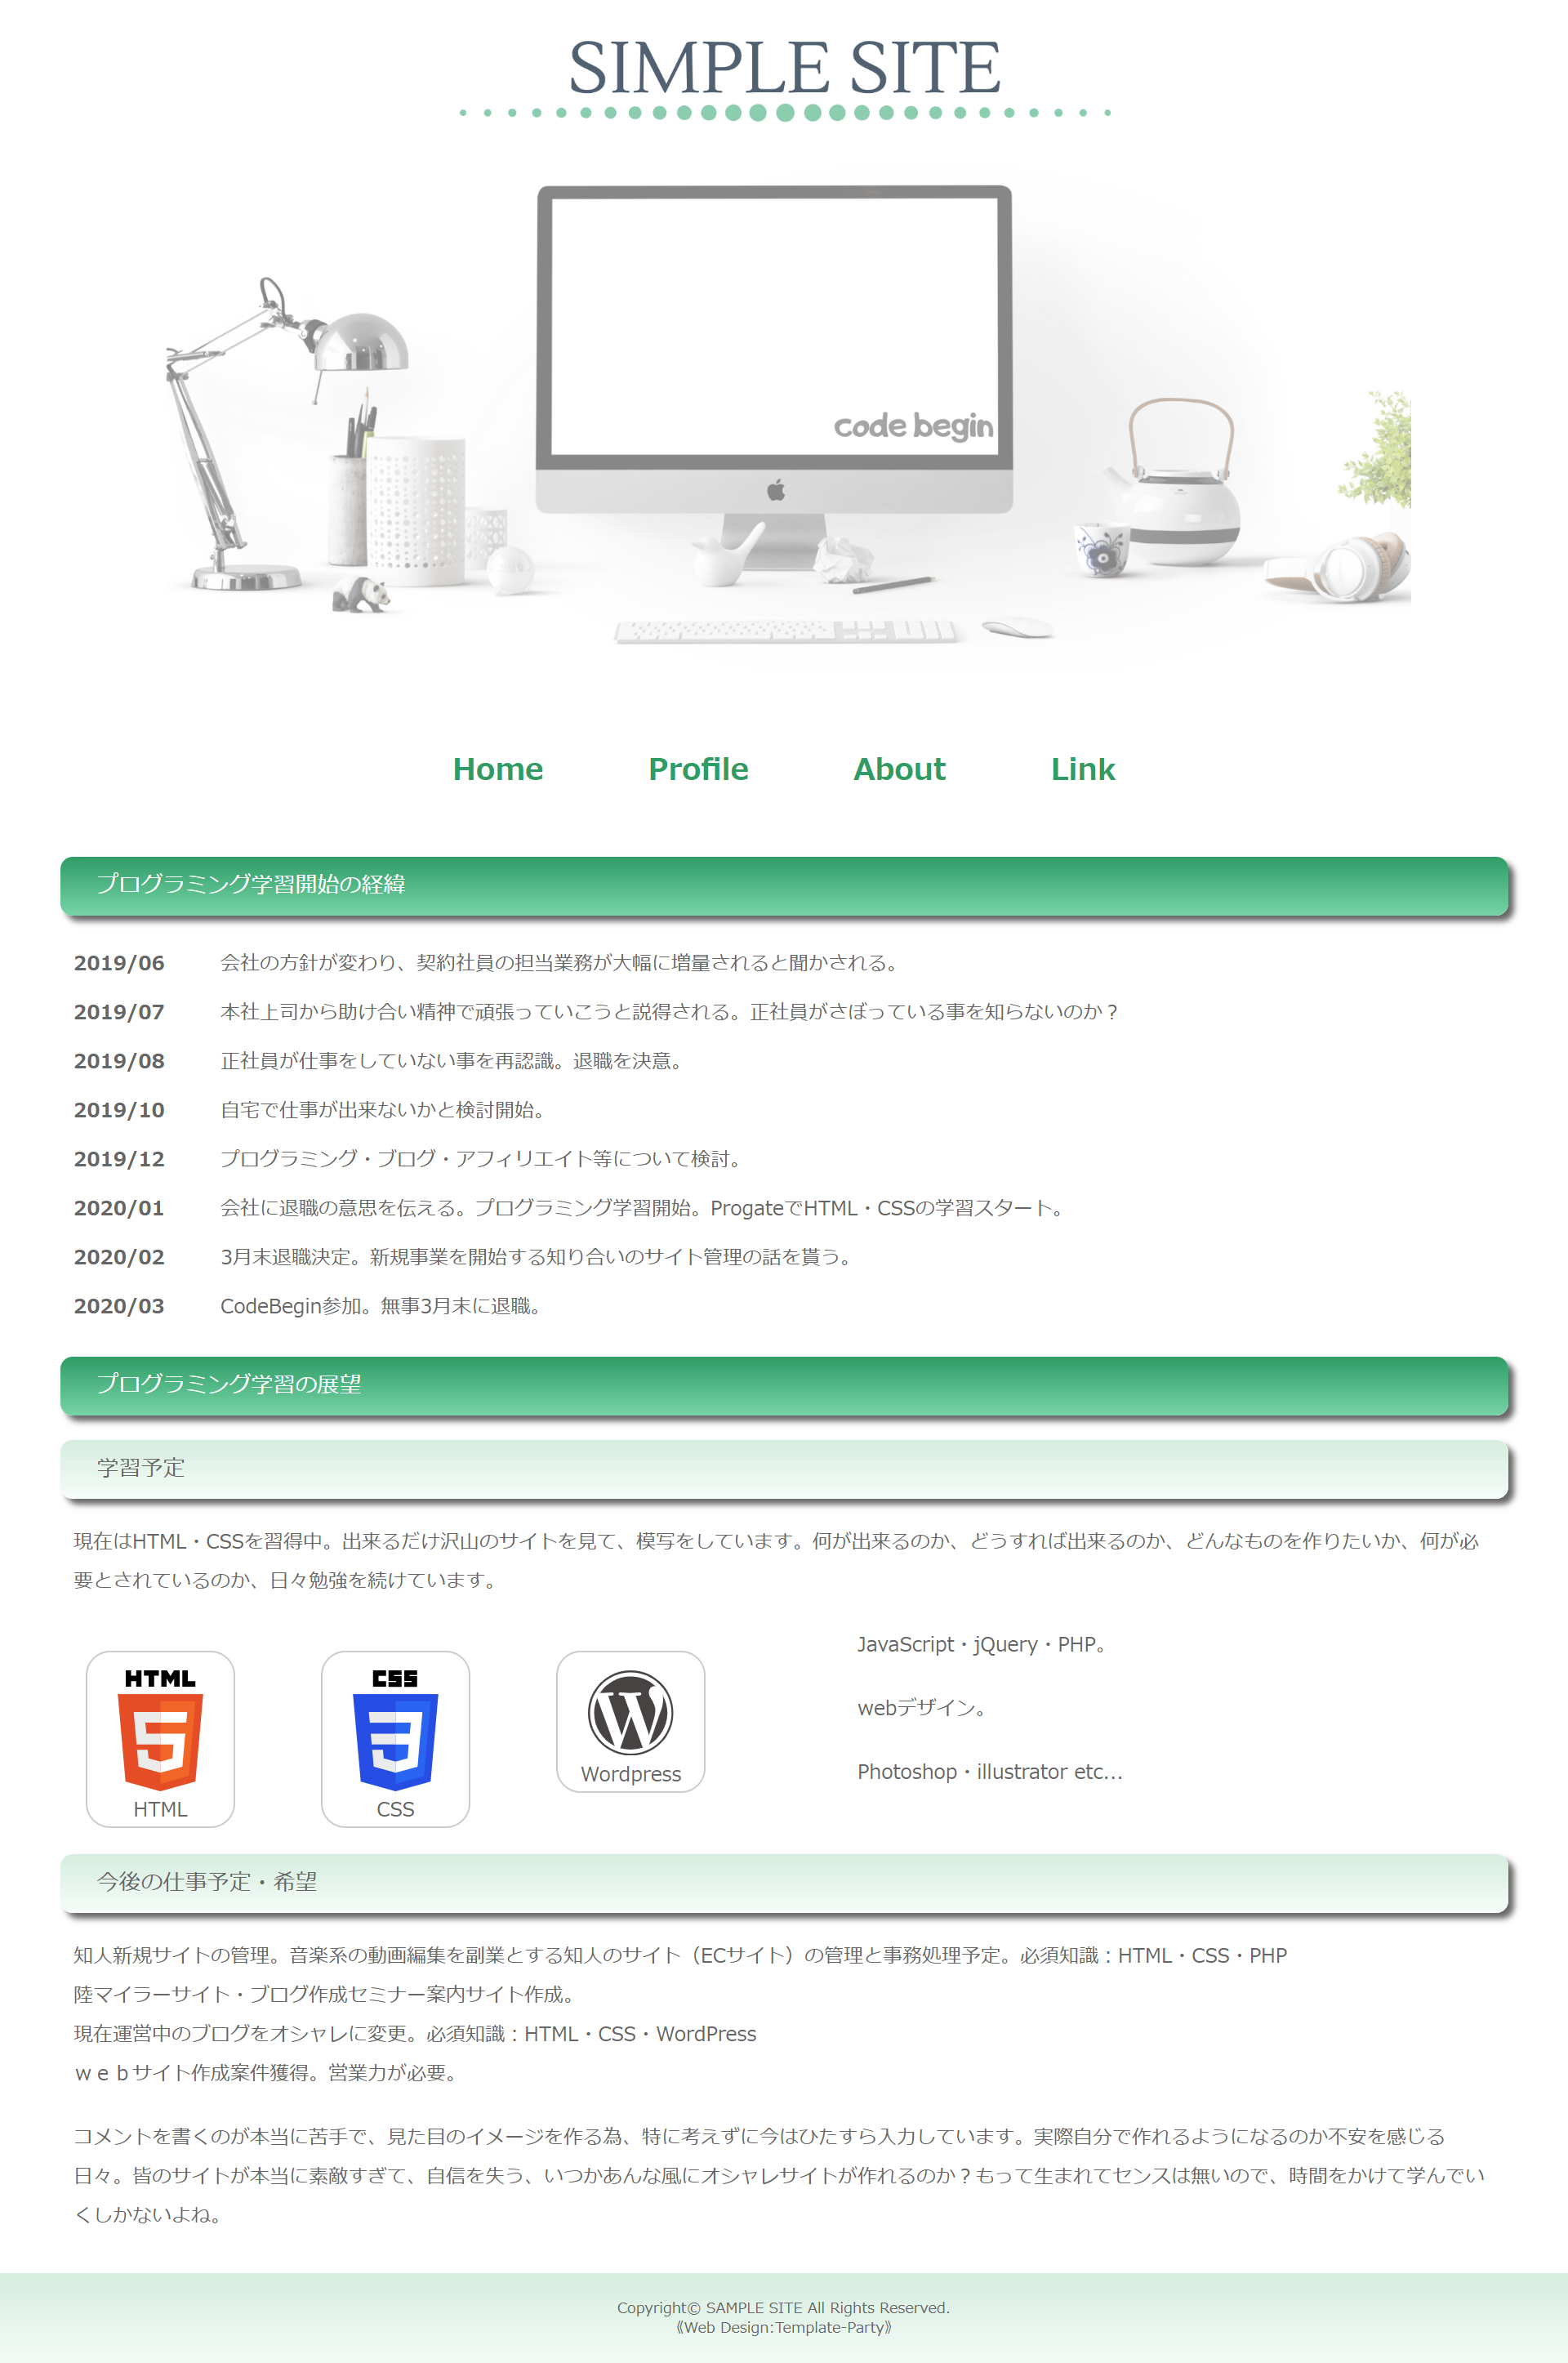 SIMPLE SITE
code begin
Home Profile About Link
プログラミング学習開始の経緯
2019/06 会社の方針が変わり、契約社員の担当業務が大幅に増量されると聞かされる。
2019/07 本社上司から助け合い精神で頑張っていこうと説得される。正社員がさぼっている事を知らないのか？
2019/08 正社員が仕事をしていない事を再認識。退職を決意。
2019/10 自宅で仕事が出来ないかと検討開始。
2019/12 プログラミング・ブログ・アフィリエイト等について検討。
2020/01 会社に退職の意思を伝える。プログラミング学習開始。ProgateでHTML・CSSの学習スタート。
2020/02 3月末退職決定。新規事業を開始する知り合いのサイト管理の話を貰う。
2020/03 CodeBegin参加。無事3月末に退職。
プログラミング学習の展望
学習予定
現在はHTML・CSSを習得中。出来るだけ沢山のサイトを見て、模写をしています。何が出来るのか、どうすれば出来るのか、どんなものを作りたいか、何が必
要とされているのか、日々勉強を続けています。
HTML
5
HTML
CSS
3
CSS
W
Wordpress
JavaScript・jQuery・PHP。
webデザイン。
Photoshop・illustrator etc...
今後の仕事予定・希望
知人新規サイトの管理。音楽系の動画編集を副業とする知人のサイト（ECサイト）の管理と事務処理予定。必須知識：HTML・CSS・PHP
陸マイラーサイト・ブログ作成セミナー案内サイト作成。
現在運営中のブログをオシャレに変更。必須知識：HTML・CSS・WordPress
ｗｅｂサイト作成案件獲得。営業力が必要。
コメントを書くのが本当に苦手で、見た目のイメージを作る為、特に考えずに今はひたすら入力しています。実際自分で作れるようになるのか不安を感じる
日々。皆のサイトが本当に素敵すぎて、自信を失う、いつかあんな風にオシャレサイトが作れるのか？もって生まれてセンスは無いので、時間をかけて学んでい
くしかないよね。
Copyright© SAMPLE SITE All Rights Reserved.
《Web Design:Template-Party》